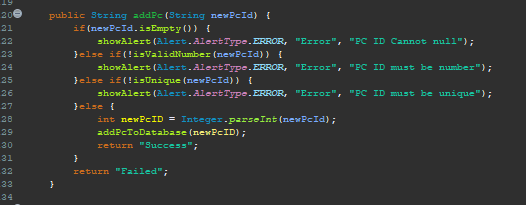 19
20 public String addPc(String newPcId) {
21 if(newPcId.isEmpty()) {
22 showAlert(Alert.AlertType.ERROR, "Error", "PC ID Cannot null");
23 }else if(!isValidNumber(newPcId)) {
24 showAlert(Alert.AlertType.ERROR, "Error", "PC ID must be number");
25 }else if(!isUnique(newPcId)) {
26 showAlert(Alert.AlertType.ERROR, "Error", "PC ID must be unique");
27 }else {
28 int newPcID = Integer.parseInt(newPcId);
29 addPcToDatabase(newPcID);
30 return "Success";
31 }
32 return "Failed";
33 }
34